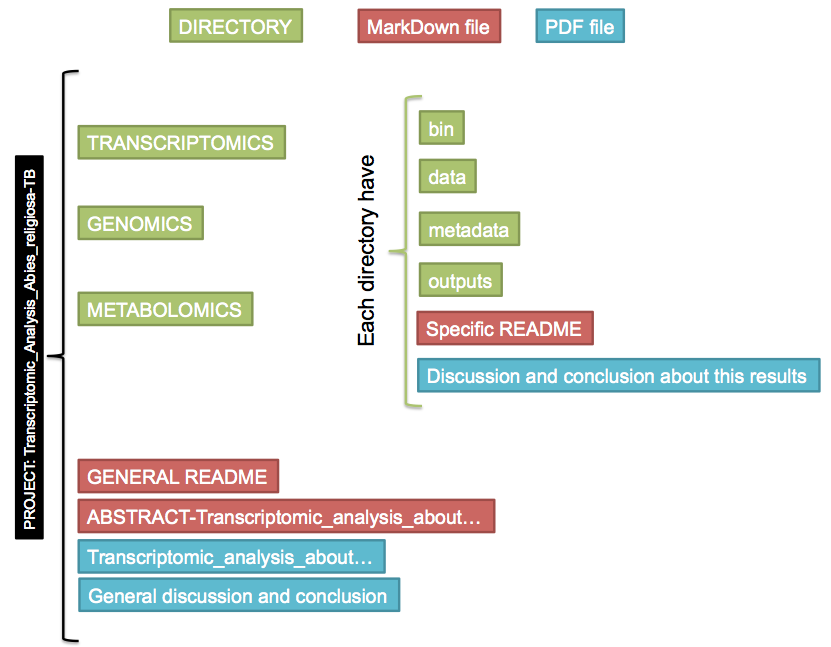 DIRECTORY
MarkDown file
PDF file
PROJECT: Transcriptomic_Analysis_Abies_religiosa-TB
TRANSCRIPTOMICS
GENOMICS
METABOLOMICS
Each directory have
bin
data
metadata
outputs
Specific README
Discussion and conclusion about this results
GENERAL README
ABSTRACT-Transcriptomic_analysis_about…
Transcriptomic_analysis_about…
General discussion and conclusion